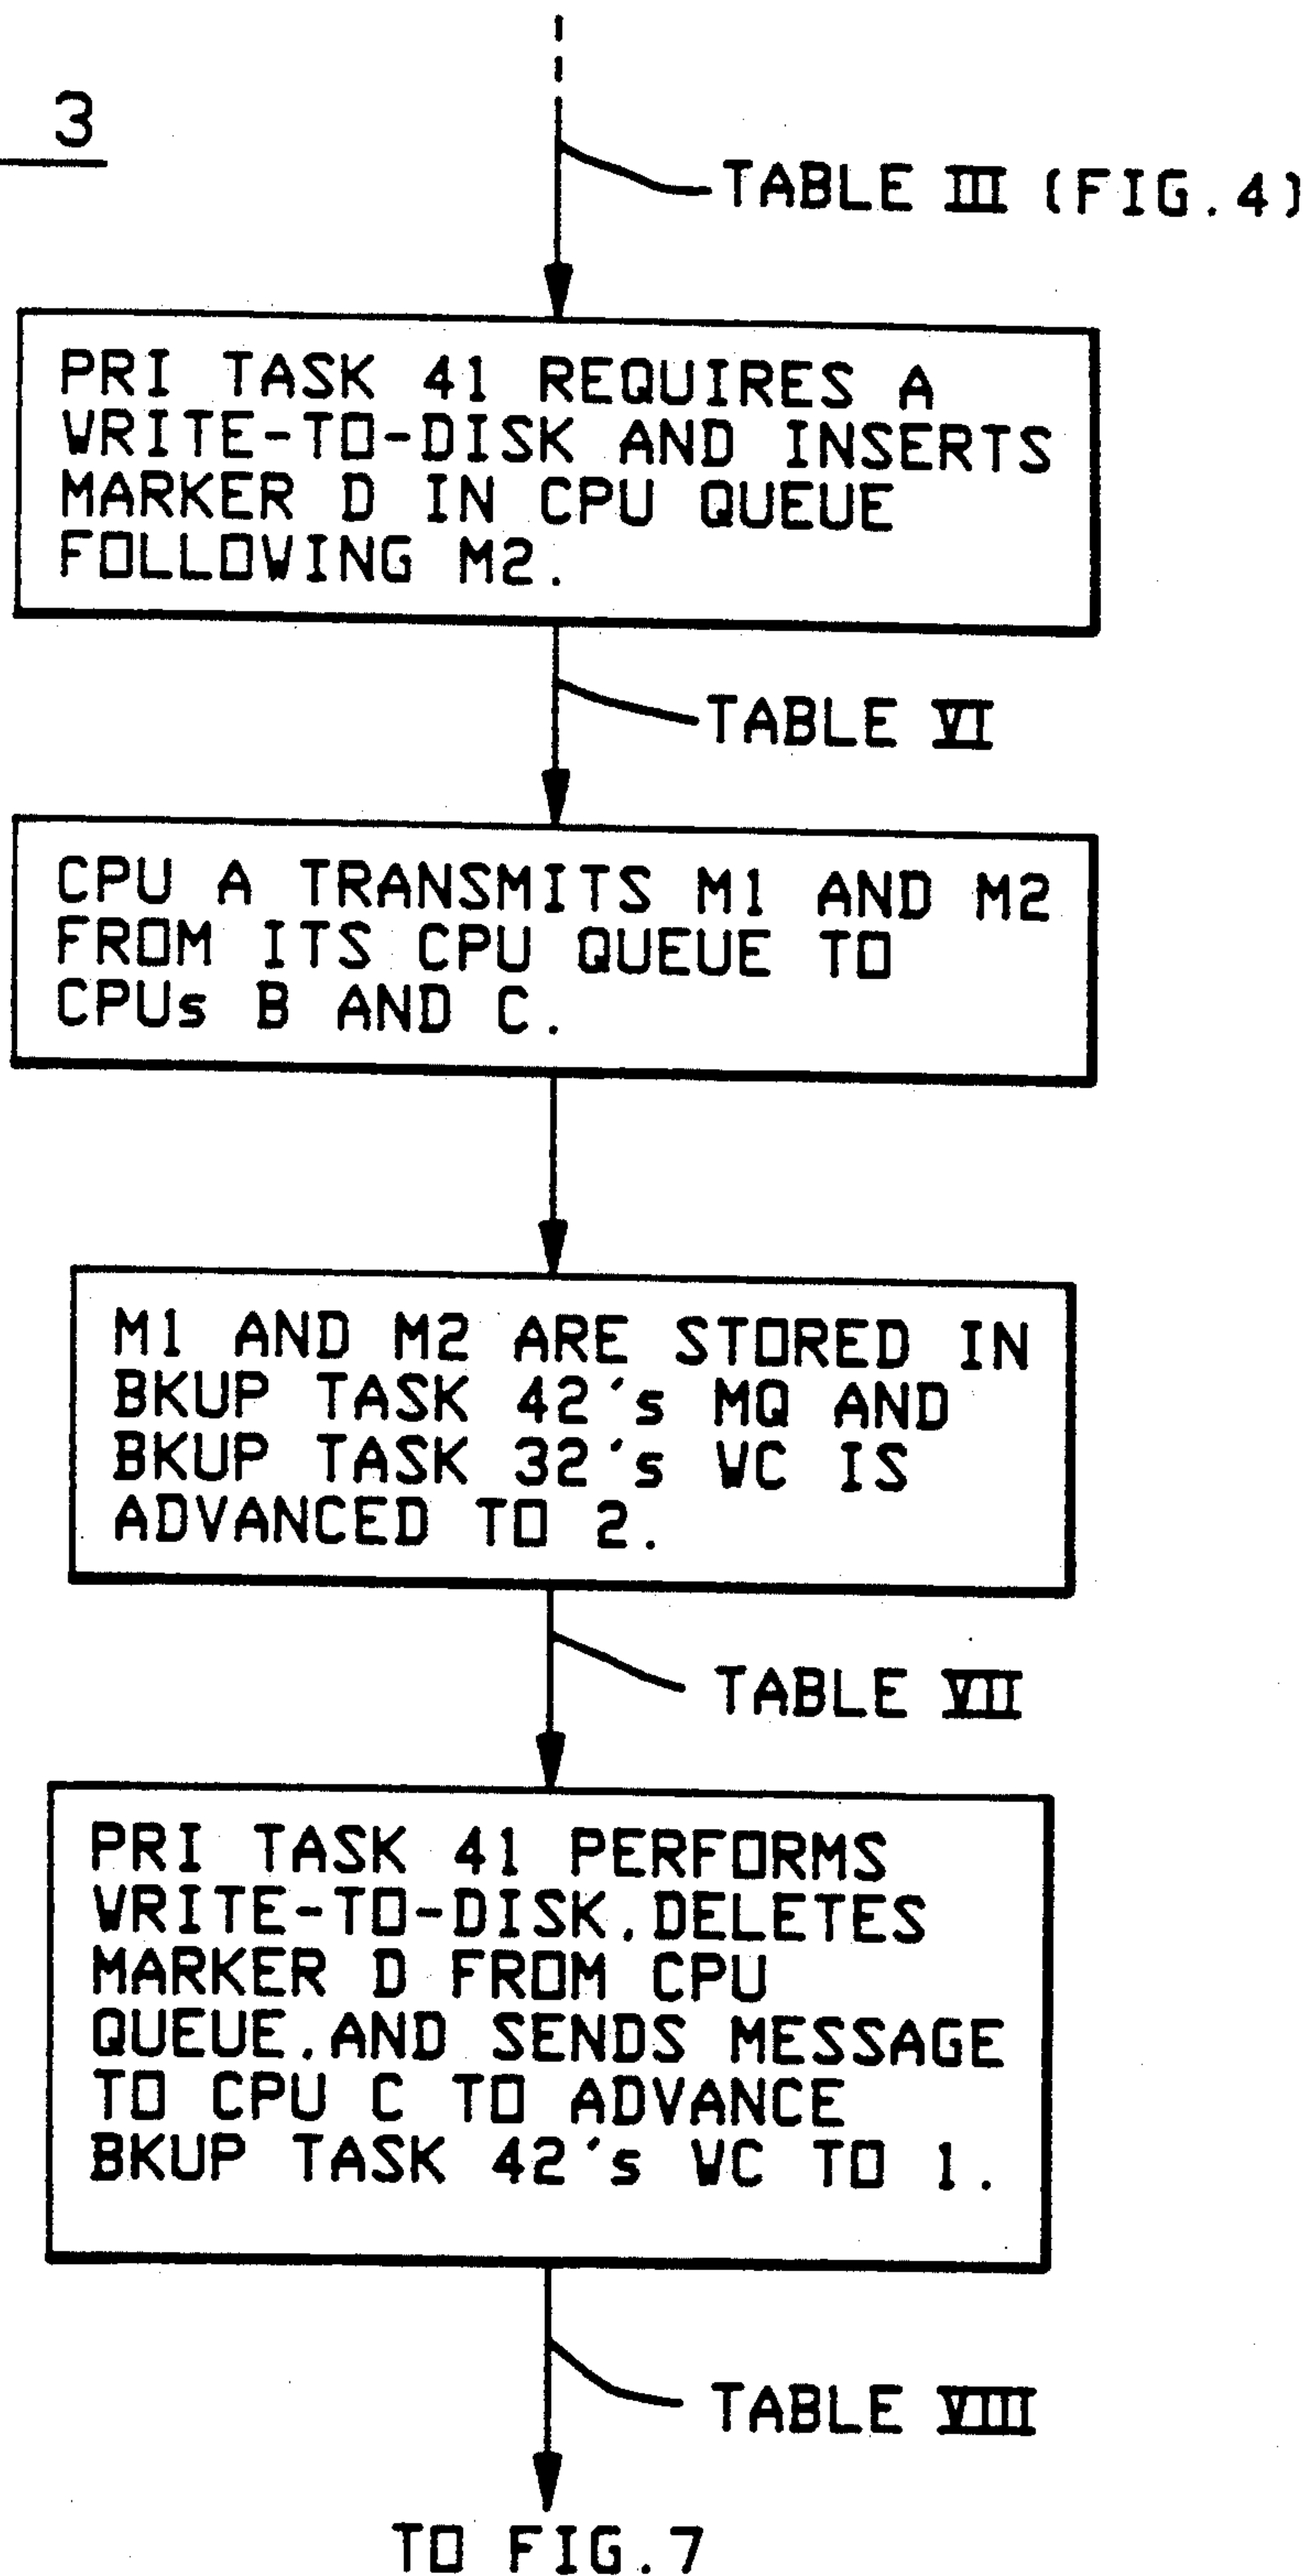 3
TABLE III (FIG.4)
PRI TASK 41 REQUIRES A
WRITE-TO-DISK AND INSERTS
MARKER D IN CPU QUEUE
FOLLOWING M2.
TABLE VI
CPU A TRANSMITS M1 AND M2
FROM ITS CPU QUEUE TO
CPUs B AND C.
M1 AND M2 ARE STORED IN
BKUP TASK 42's MQ AND
BKUP TASK 32's WC IS
ADVANCED TO 2.
TABLE VII
PRI TASK 41 PERFORMS
WRITE-TO-DISK,DELETES
MARKER D FROM CPU
QUEUE,AND SENDS MESSAGE
TO CPU C TO ADVANCE
BKUP TASK 42's WC TO 1.
TABLE VIII
TO FIG.7